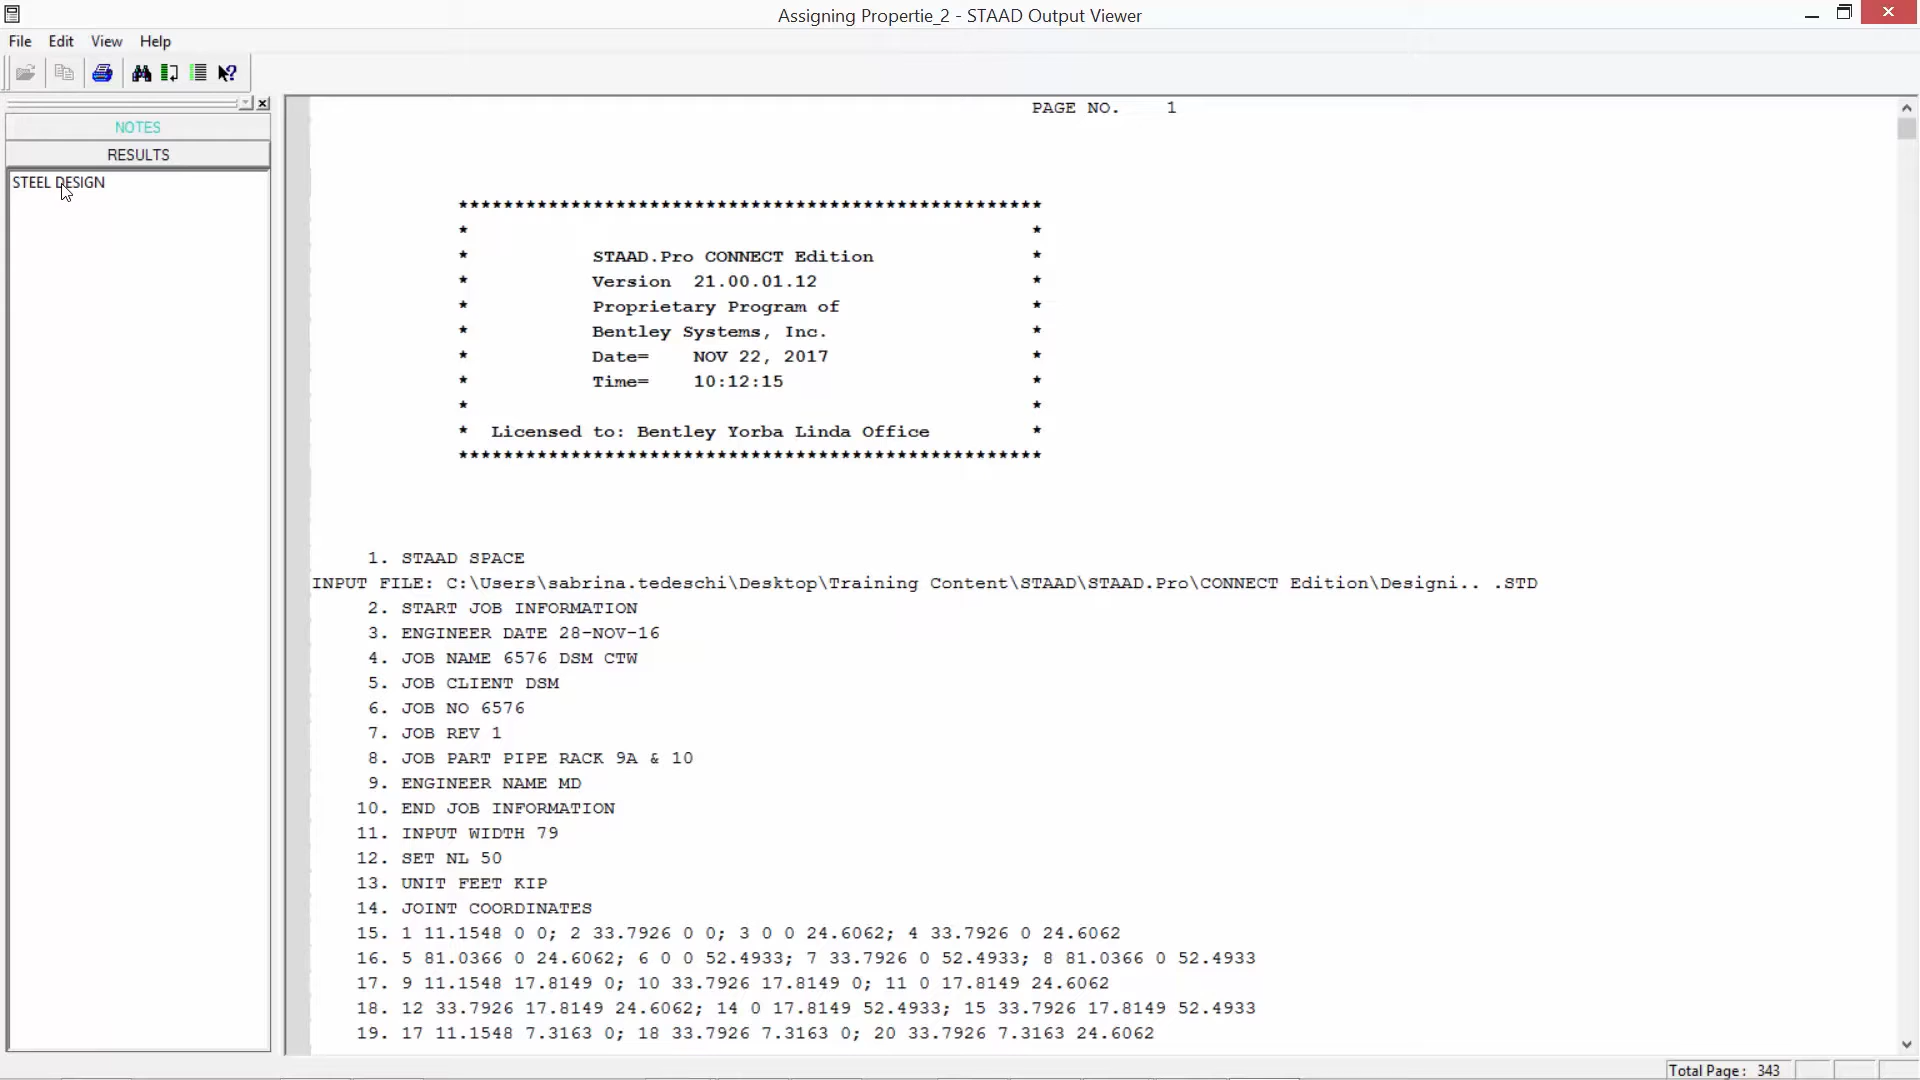 Assigning Propertie_2 - STAAD Output Viewer
File Edit View Help
NOTES
RESULTS
STEEL DESIGN
PAGE NO. 1
****************************************************
* *
* STAAD.Pro CONNECT Edition *
* Version 21.00.01.12 *
* Proprietary Program of *
* Bentley Systems, Inc. *
* Date= NOV 22, 2017 *
* Time= 10:12:15 *
* *
* Licensed to: Bentley Yorba Linda Office *
****************************************************
1. STAAD SPACE
INPUT FILE: C:\Users\sabrina.tedeschi\Desktop\Training Content\STAAD\STAAD.Pro\CONNECT Edition\Designi.. .STD
2. START JOB INFORMATION
3. ENGINEER DATE 28-NOV-16
4. JOB NAME 6576 DSM CTW
5. JOB CLIENT DSM
6. JOB NO 6576
7. JOB REV 1
8. JOB PART PIPE RACK 9A & 10
9. ENGINEER NAME MD
10. END JOB INFORMATION
11. INPUT WIDTH 79
12. SET NL 50
13. UNIT FEET KIP
14. JOINT COORDINATES
15. 1 11.1548 0 0; 2 33.7926 0 0; 3 0 0 24.6062; 4 33.7926 0 24.6062
16. 5 81.0366 0 24.6062; 6 0 0 52.4933; 7 33.7926 0 52.4933; 8 81.0366 0 52.4933
17. 9 11.1548 17.8149 0; 10 33.7926 17.8149 0; 11 0 17.8149 24.6062
18. 12 33.7926 17.8149 24.6062; 14 0 17.8149 52.4933; 15 33.7926 17.8149 52.4933
19. 17 11.1548 7.3163 0; 18 33.7926 7.3163 0; 20 33.7926 7.3163 24.6062
Total Page: 343